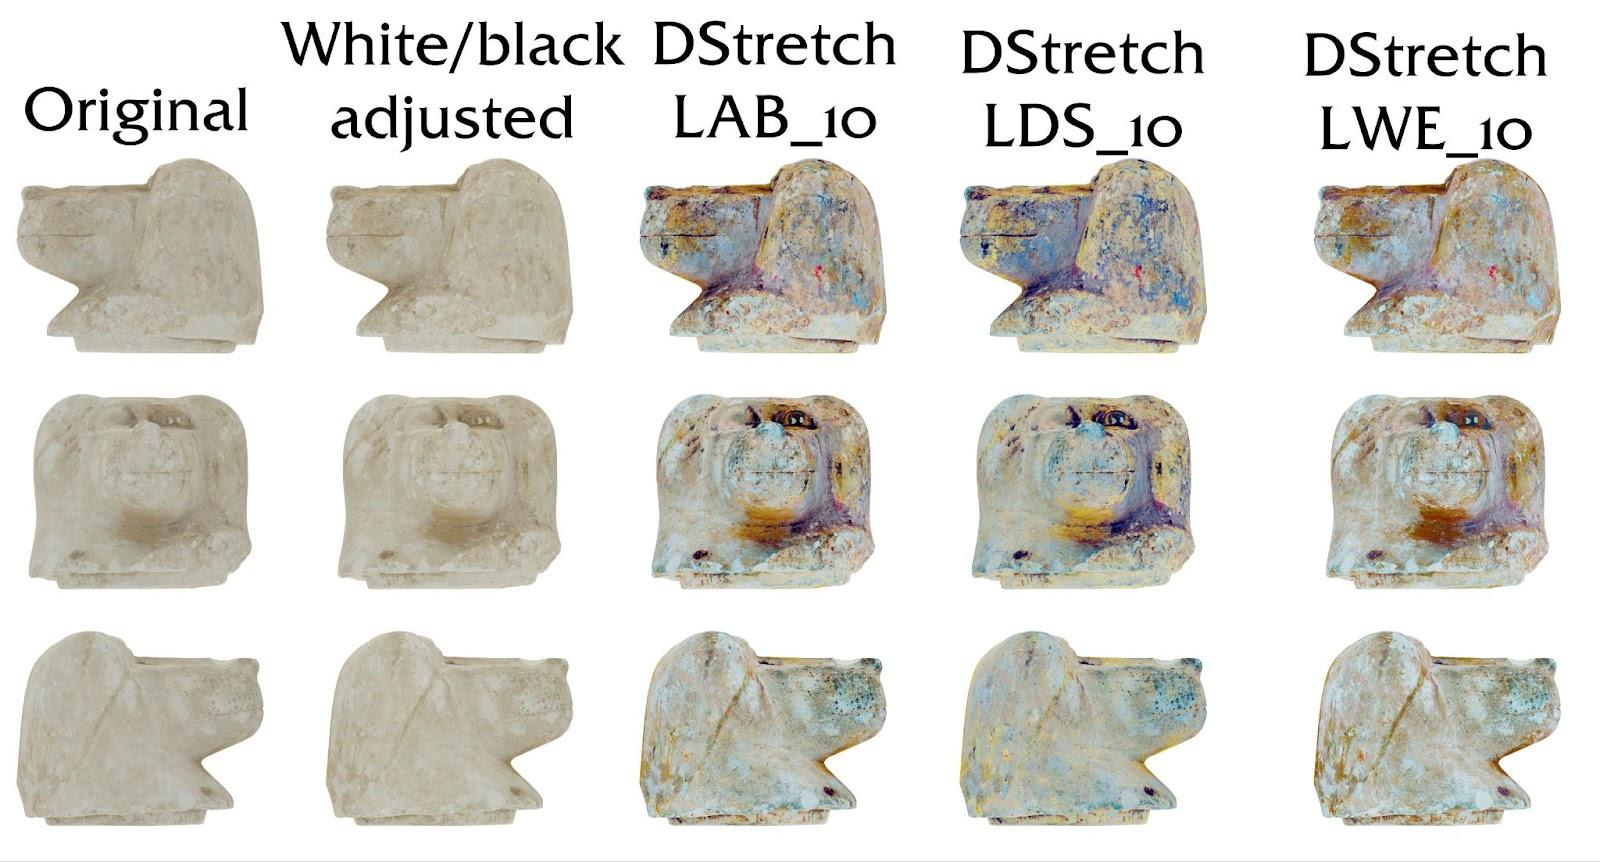 Original
White/black
adjusted
DStretch
LAB_10
DStretch
LDS_10
DStretch
LWE_10